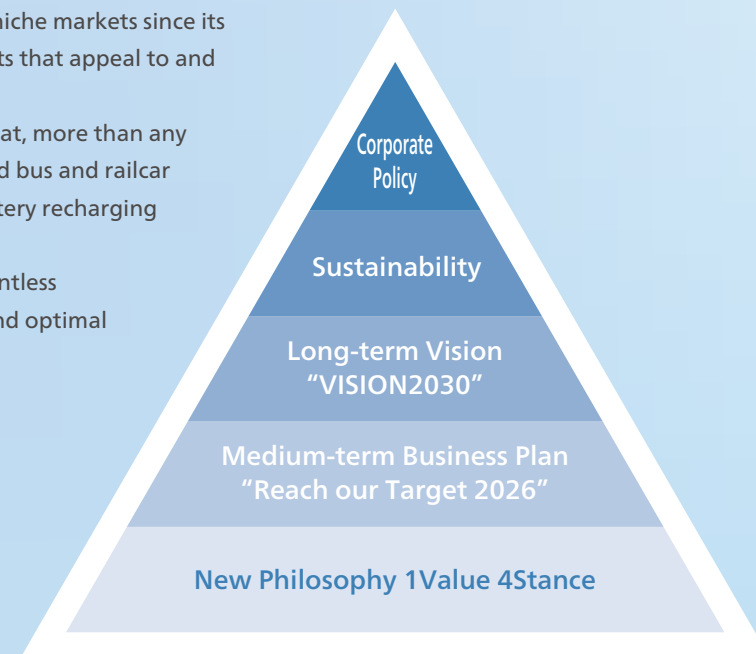 niche markets since its
ts that appeal to and
at, more than any
d bus and railcar
tery recharging
ntless
nd optimal
Corporate
Policy
Sustainability
Long-term Vision
“VISION2030”
Medium-term Business Plan
“Reach our Target 2026”
New Philosophy 1Value 4Stance